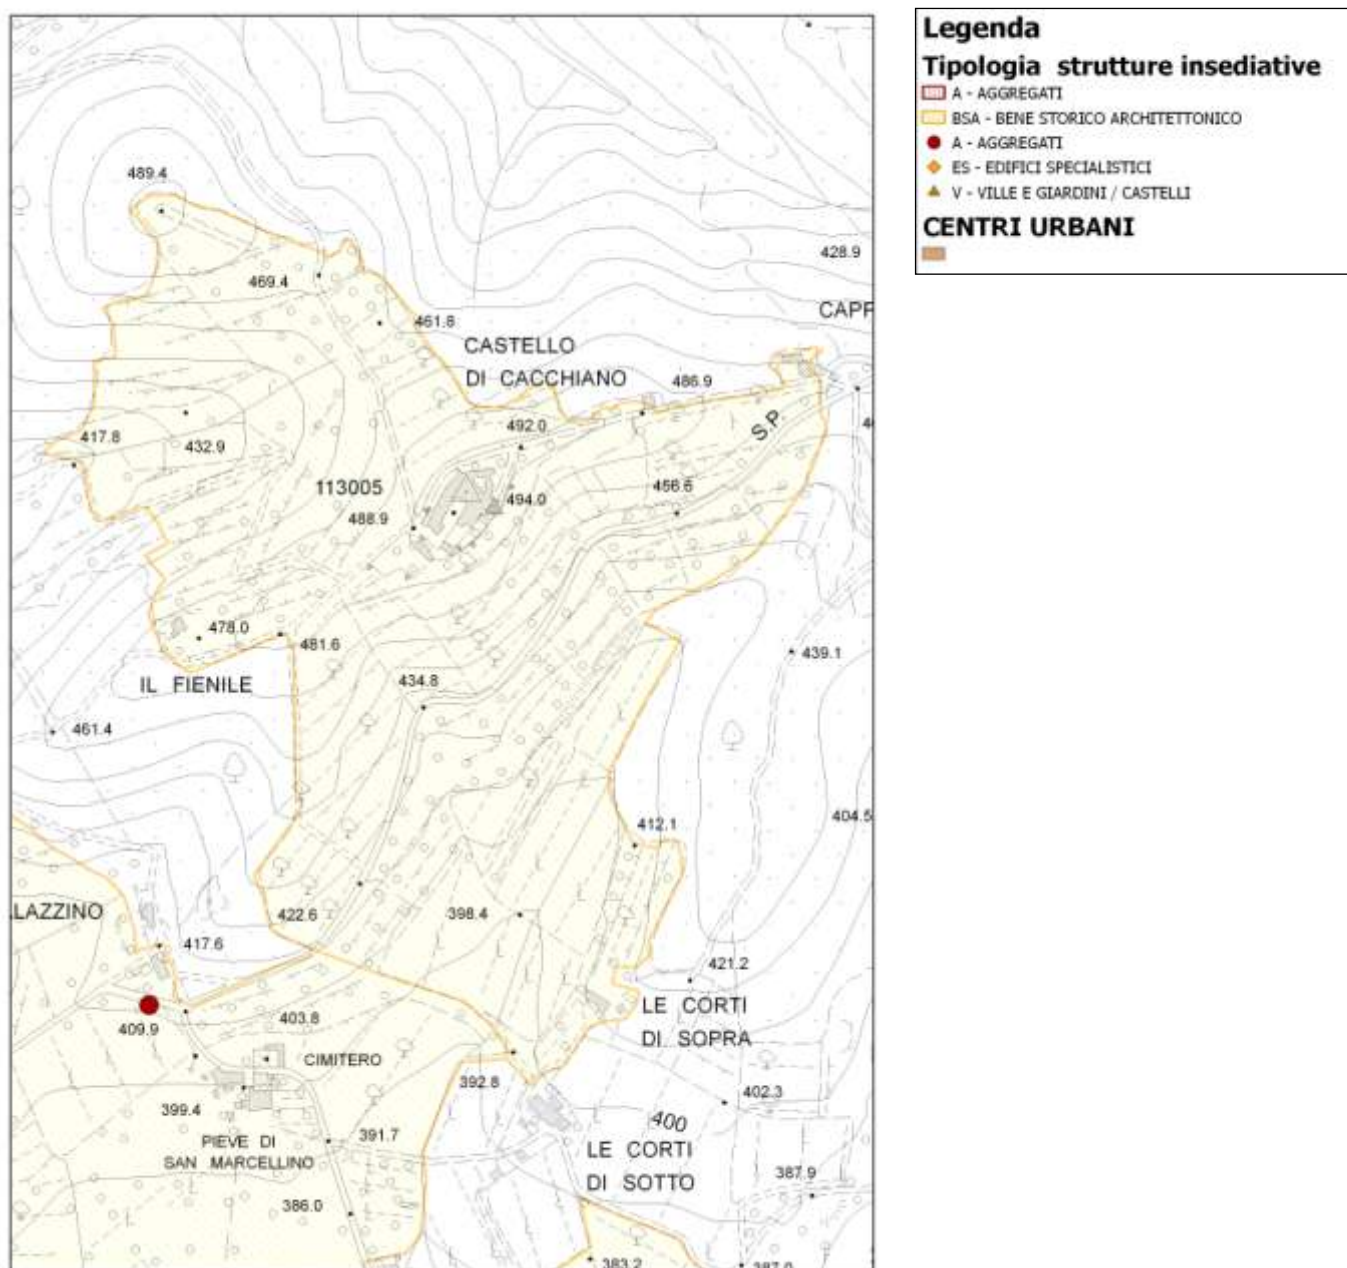 489.4
469.4
461.8
428.9
CASTELLO
DI CACCHIANO
486.9
S.P.
417.8
432.9
492.0
113005
494.0
456.6
488.9
478.0
481.6
439.1
IL FIENILE
434.8
461.4
404.5
412.1
LAZZINO
422.6
398.4
417.6
421.2
LE CORTI
DI SOPRA
409.9
403.8
CIMITERO
392.8
402.3
399.4
400
391.7
PIEVE DI
SAN MARCELLINO
LE CORTI
DI SOTTO
387.9
386.0
383.2
387.0
Legenda
Tipologia strutture insediative
A - AGGREGATI
BSA - BENE STORICO ARCHITETTONICO
A - AGGREGATI
ES - EDIFICI SPECIALISTICI
V - VILLE E GIARDINI / CASTELLI
CENTRI URBANI